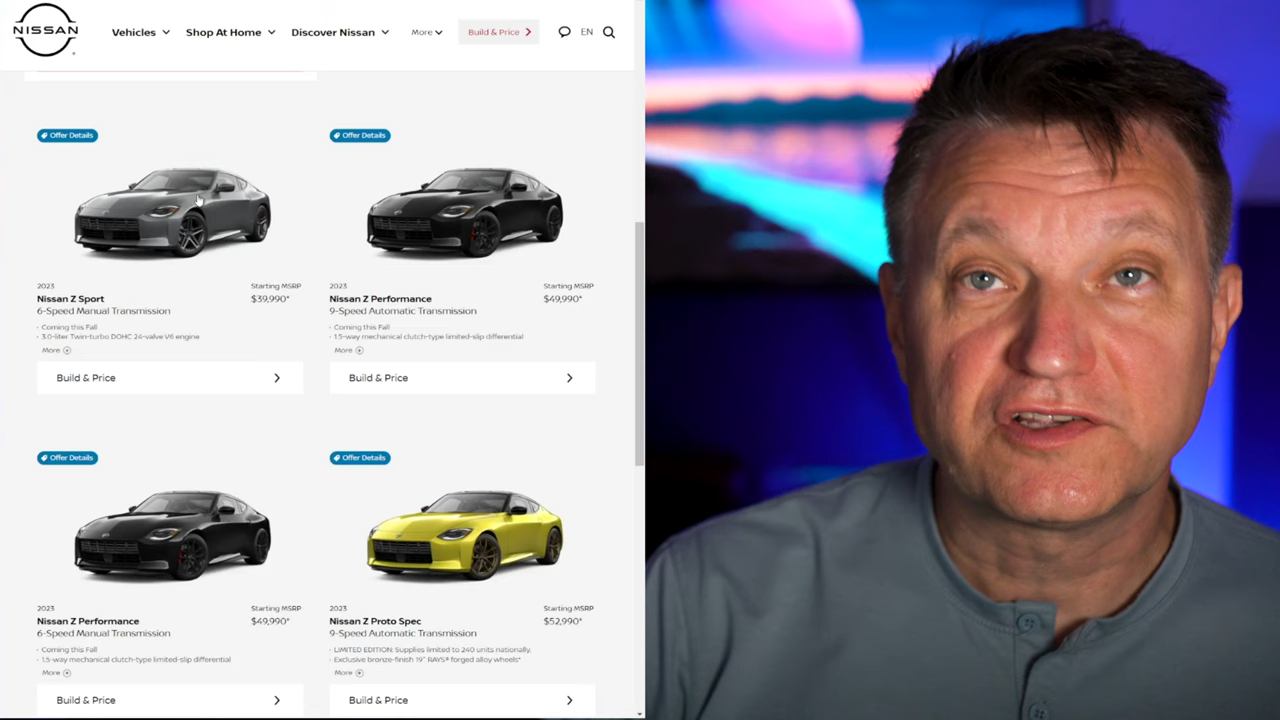 NISSAN
Vehicles
Shop At Home
Discover Nissan
More
Build & Price
EN
Offer Details
Offer Details
2023
Starting MSRP
Nissan Z Sport
$39,990*
6-Speed Manual Transmission
• Coming this Fall
• 3.0-liter Twin-turbo DOHC 24-valve V6 engine
More
Build & Price
2023
Starting MSRP
Nissan Z Performance
$49,990*
9-Speed Automatic Transmission
• Coming this Fall
• 1.5-way mechanical clutch-type limited-slip differential
More
Build & Price
Offer Details
Offer Details
2023
Starting MSRP
Nissan Z Performance
$49,990*
6-Speed Manual Transmission
• Coming this Fall
• 1.5-way mechanical clutch-type limited-slip differential
More
Build & Price
2023
Starting MSRP
Nissan Z Proto Spec
$52,990*
9-Speed Automatic Transmission
• LIMITED EDITION: Supplies limited to 240 units nationally.
• Exclusive bronze-finish 19" RAYS® forged alloy wheels*
More
Build & Price